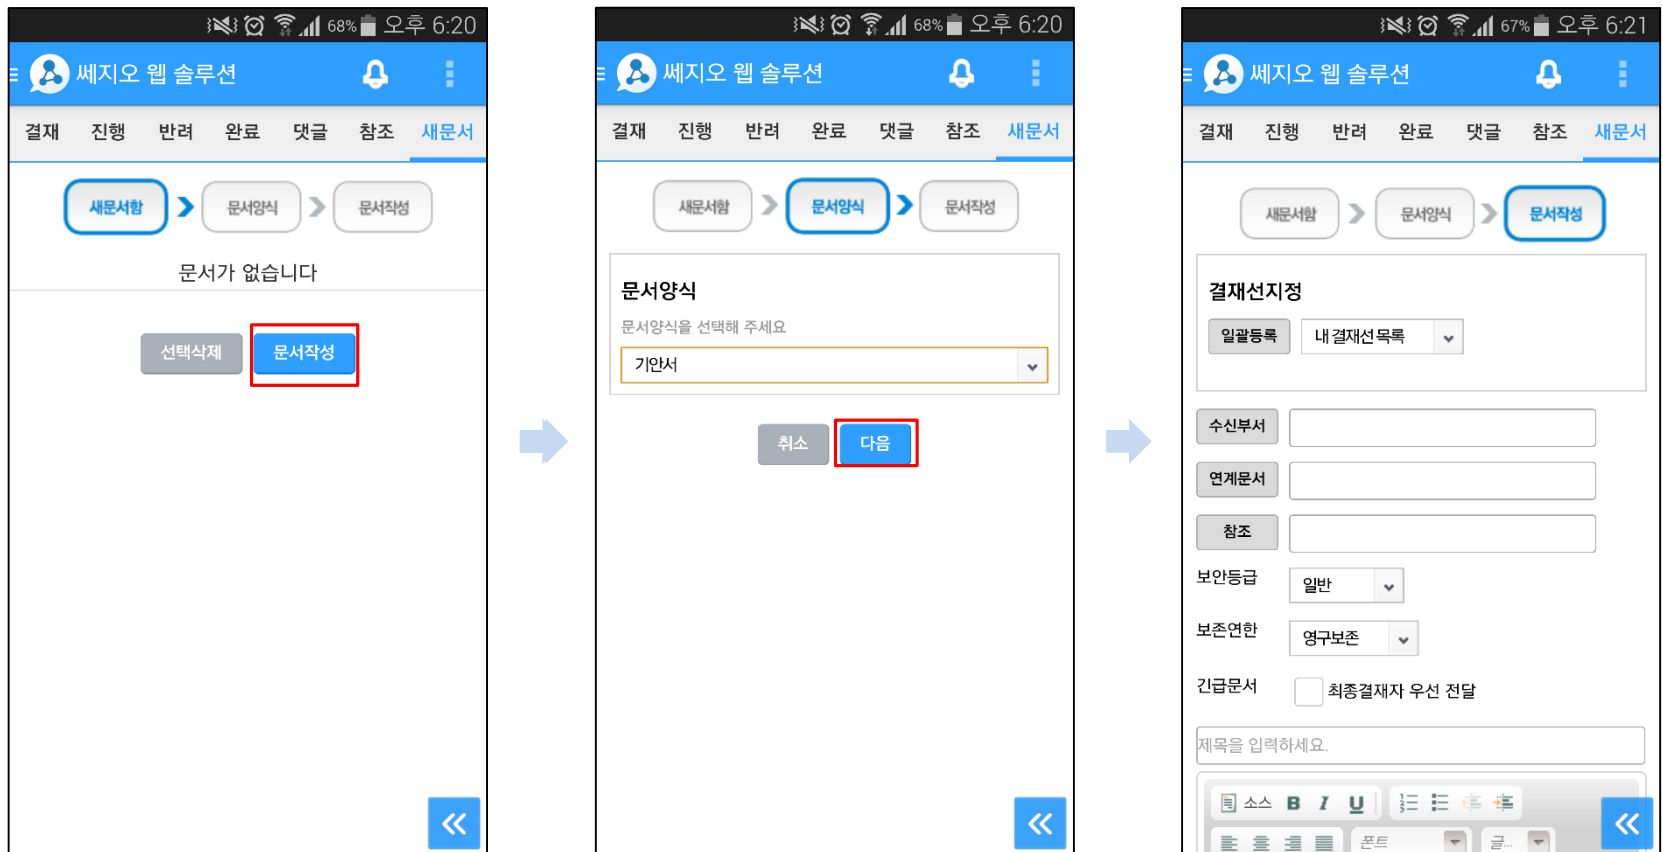 68% 오후 6:20
쎄지오 웹 솔루션
결재 진행 반려 완료 댓글 참조 새문서
새문서함 문서양식 문서작성
문서가 없습니다
선택삭제 문서작성
68% 오후 6:20
쎄지오 웹 솔루션
결재 진행 반려 완료 댓글 참조 새문서
새문서함 문서양식 문서작성
문서양식
문서양식을 선택해 주세요
기안서
취소 다음
67% 오후 6:21
쎄지오 웹 솔루션
결재 진행 반려 완료 댓글 참조 새문서
새문서함 문서양식 문서작성
결재선지정
일괄등록 내 결재선 목록
수신부서
연계문서
참조
보안등급 일반
보존연한 영구보존
긴급문서 최종결재자 우선 전달
제목을 입력하세요.
소스 B I U
폰트 글...